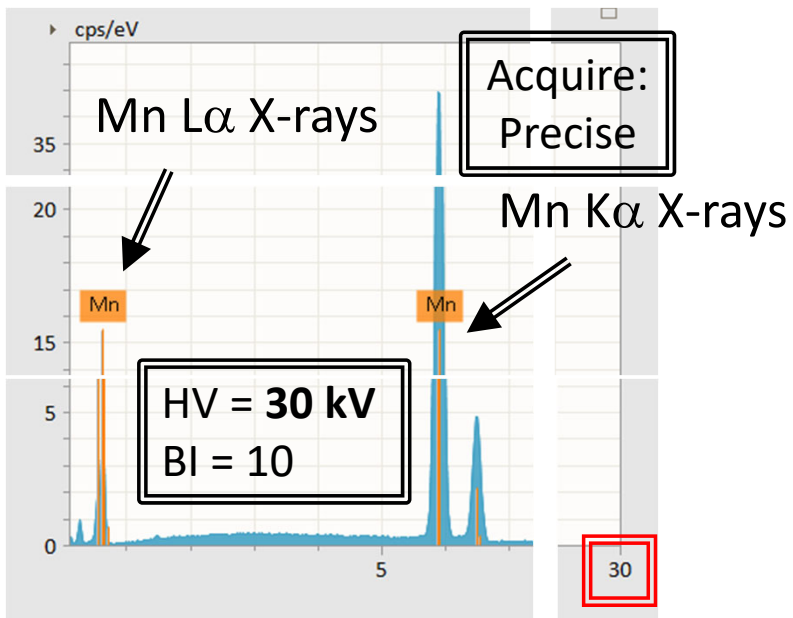 cps/eV
Acquire:
Precise
Mn Lα X-rays
35
Mn Kα X-rays
20
Mn
Mn
15
HV = 30 kV
BI = 10
5
0
5
30